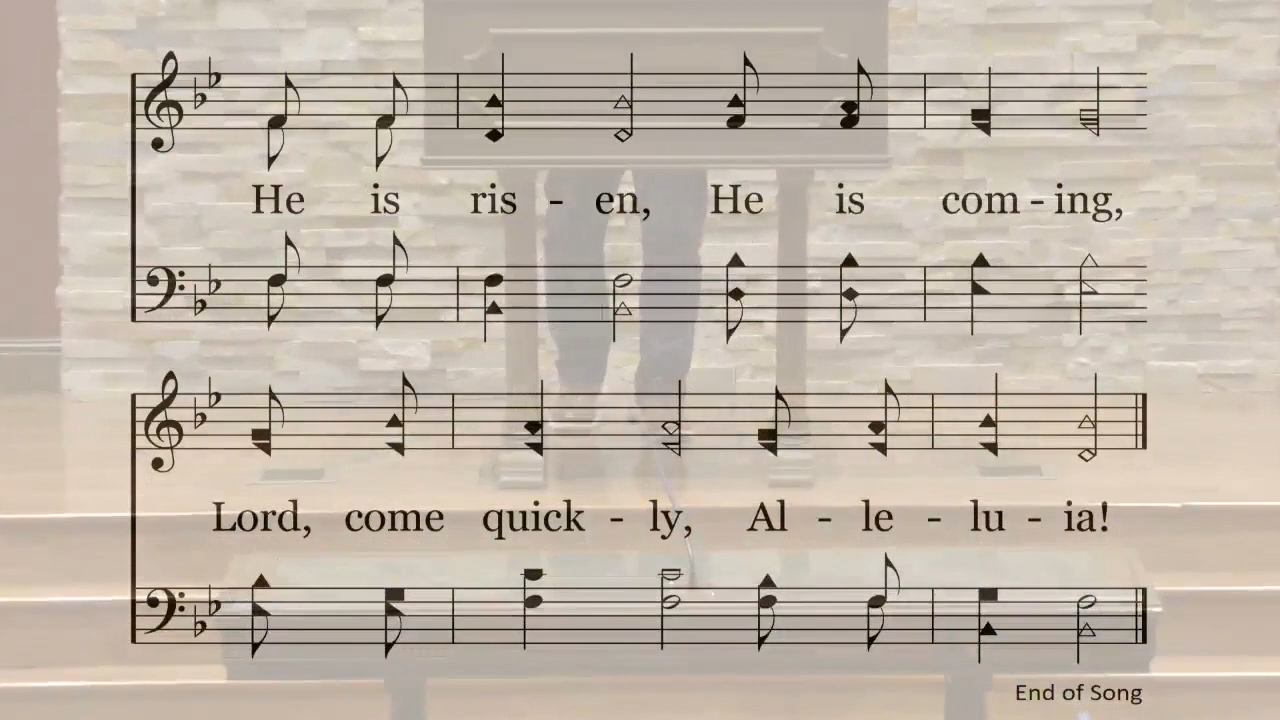 He is ris - en, He is com - ing,
Lord, come quick - ly, Al - le - lu - ia!
End of Song